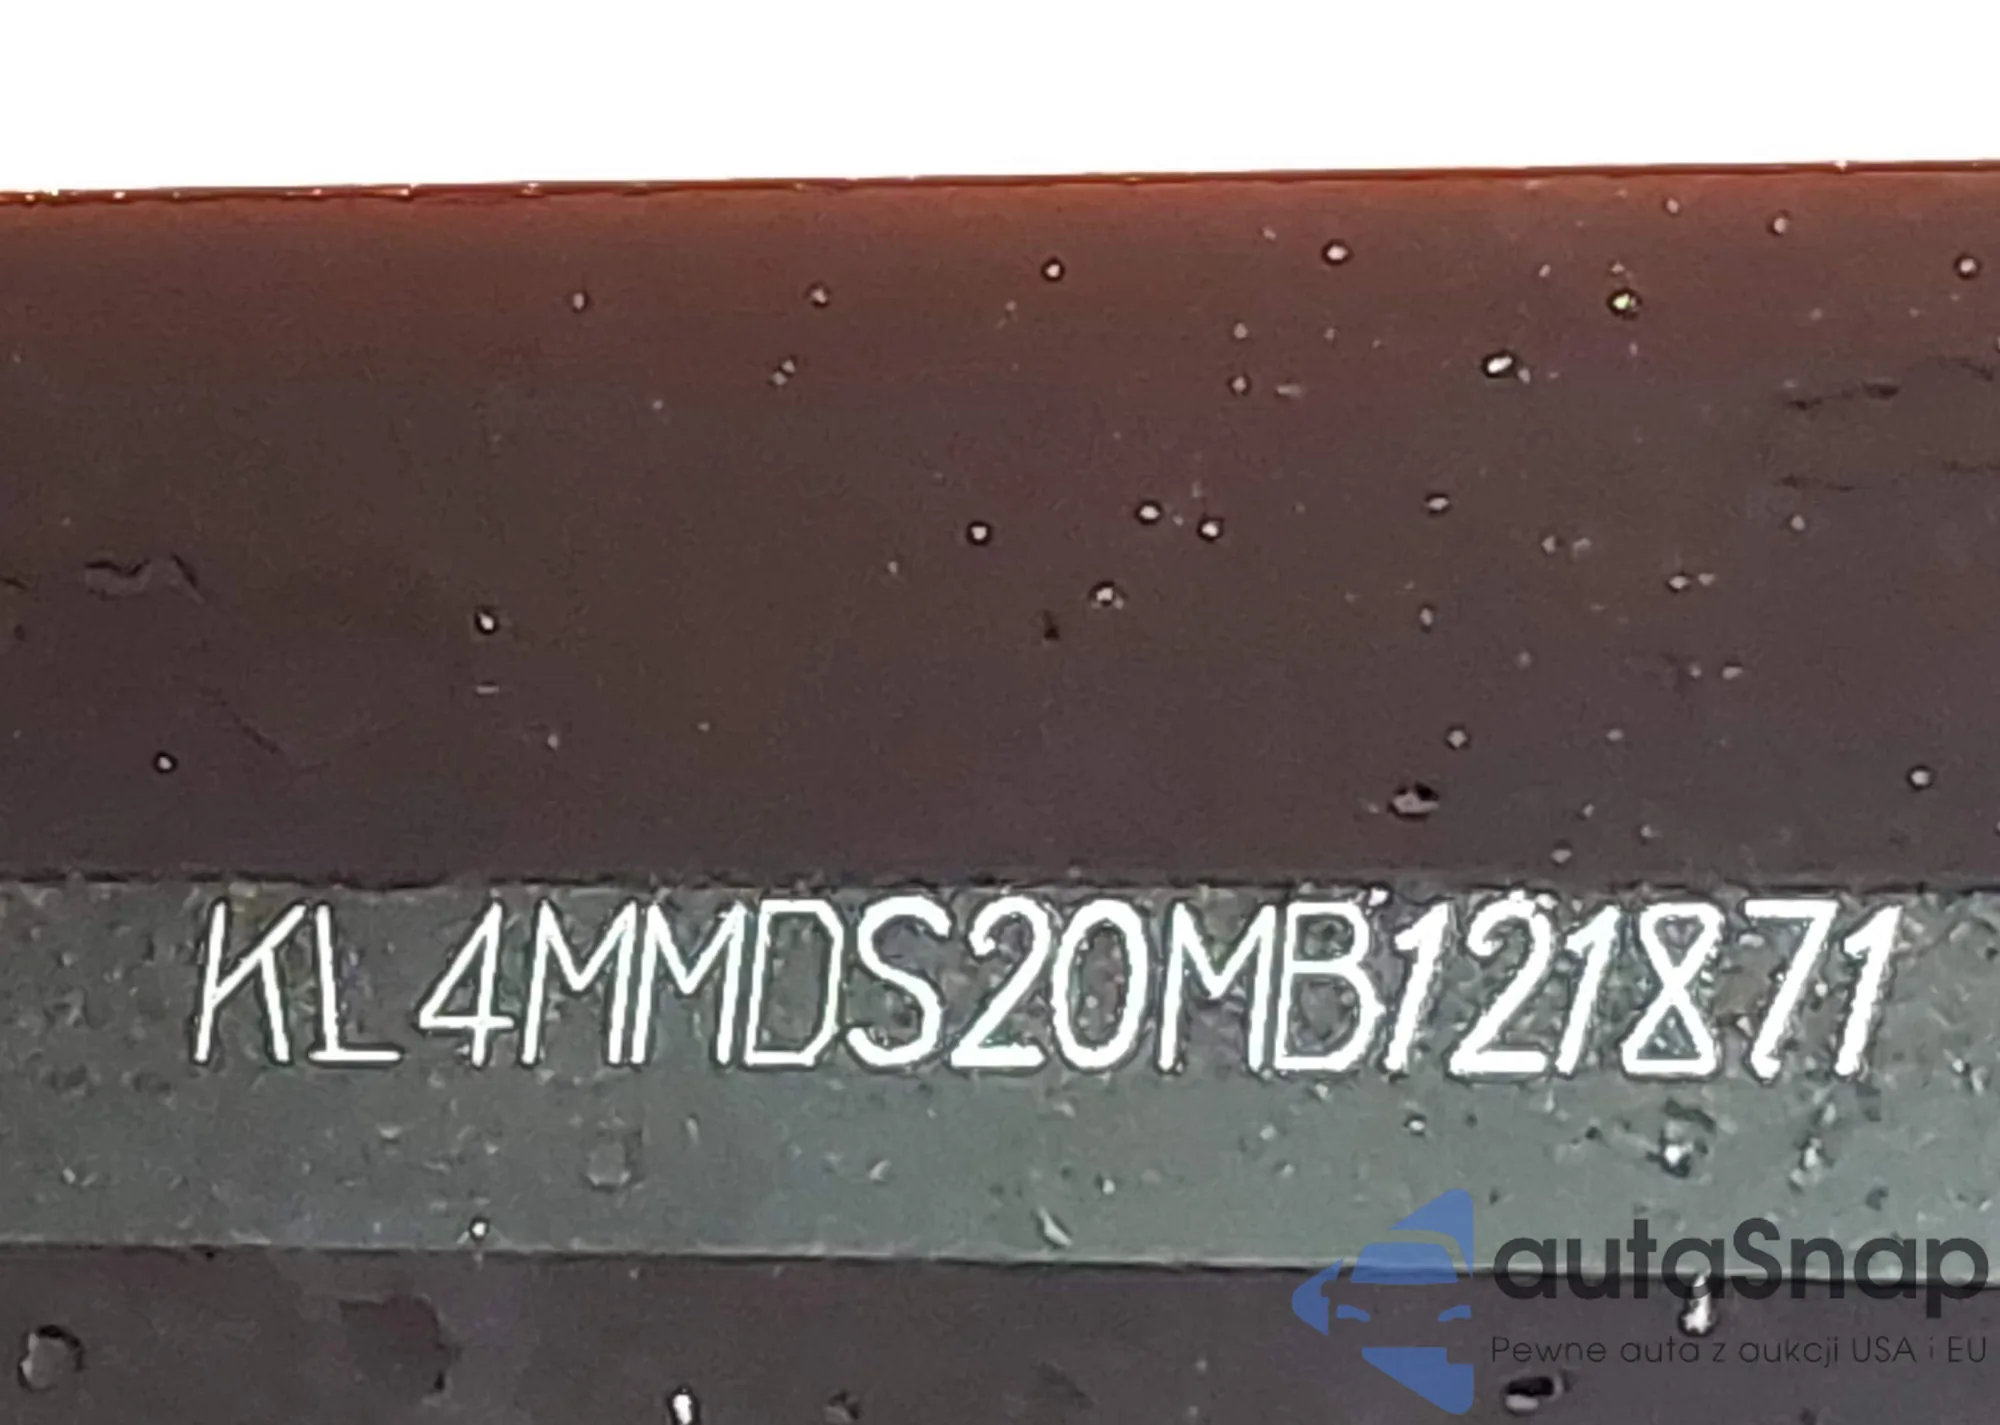 KL4MMDS20MB121871
autaSnap
Pewne auta z aukcji USA i EU